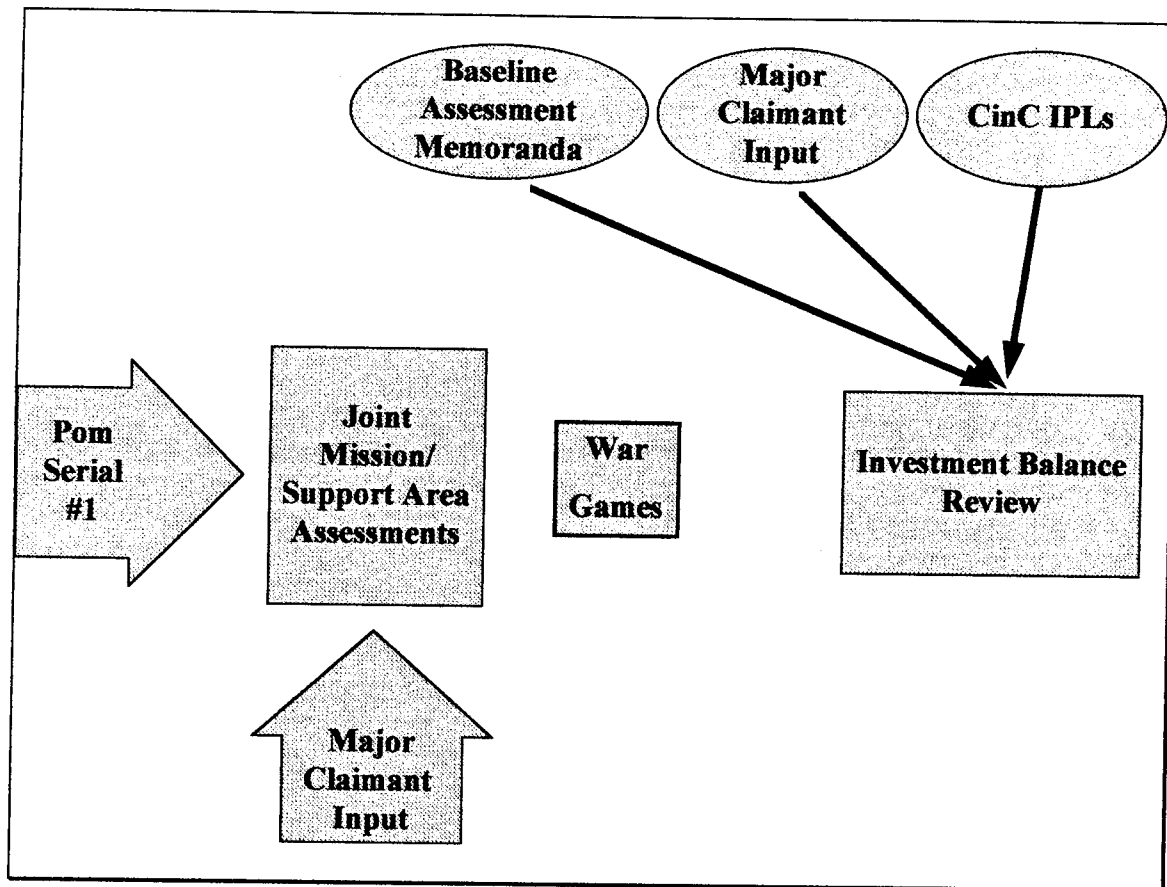 Baseline
Assessment
Memoranda
Major
Claimant
Input
CinC IPLs
Pom
Serial
#1
Joint
Mission/
Support Area
Assessments
War
Games
Investment Balance
Review
Major
Claimant
Input